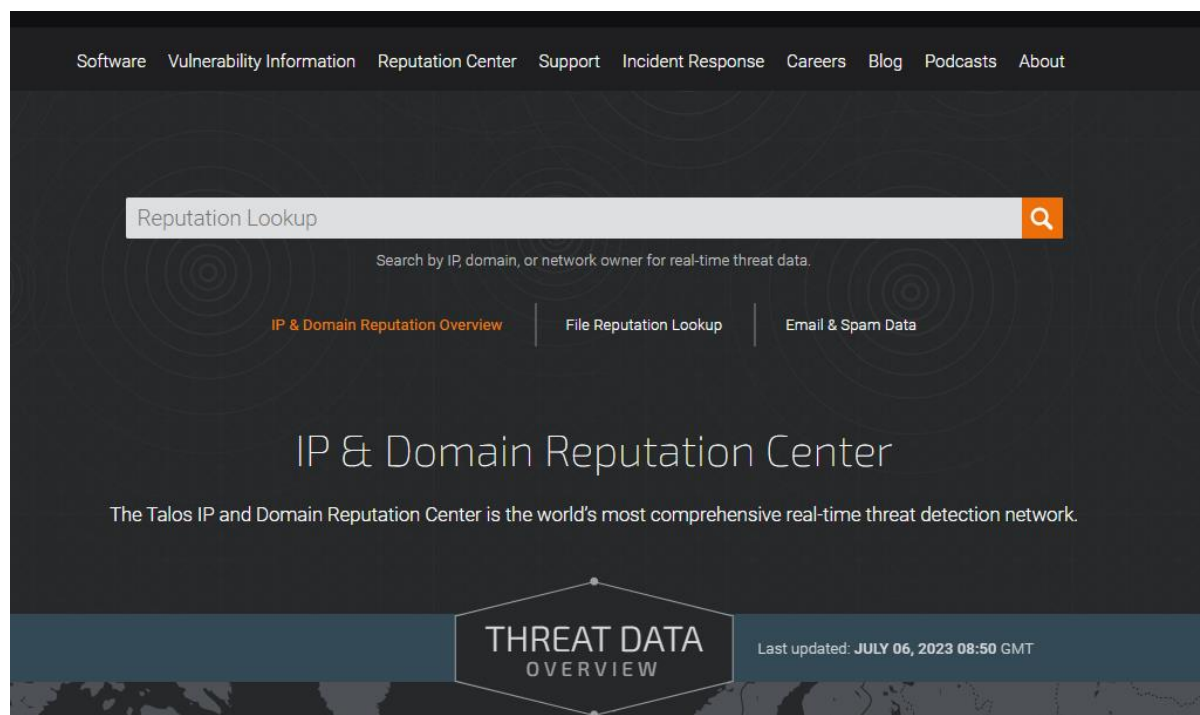 Software Vulnerability Information Reputation Center Support Incident Response Careers Blog Podcasts About
Reputation Lookup
Search by IP, domain, or network owner for real-time threat data.
IP & Domain Reputation Overview File Reputation Lookup Email & Spam Data
IP & Domain Reputation Center
The Talos IP and Domain Reputation Center is the world's most comprehensive real-time threat detection network.
THREAT DATA
OVERVIEW
Last updated: JULY 06, 2023 08:50 GMT